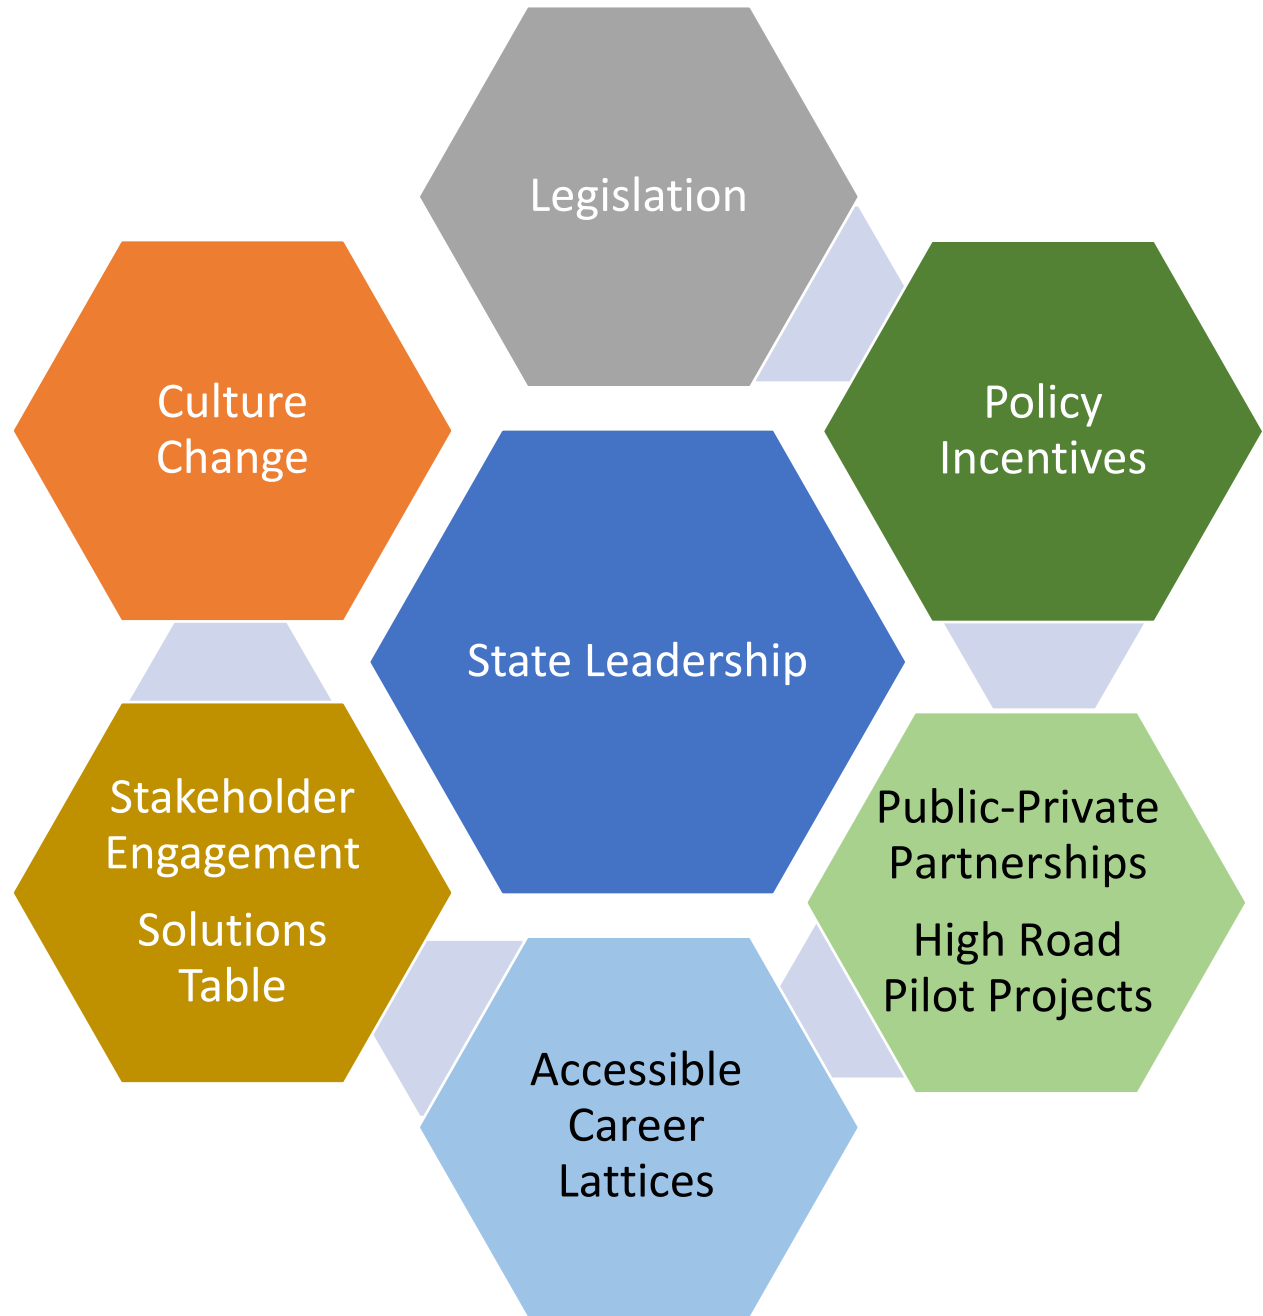 Legislation
Culture
Change
Policy
Incentives
State Leadership
Stakeholder
Engagement
Solutions
Table
Public-Private
Partnerships
High Road
Pilot Projects
Accessible
Career
Lattices